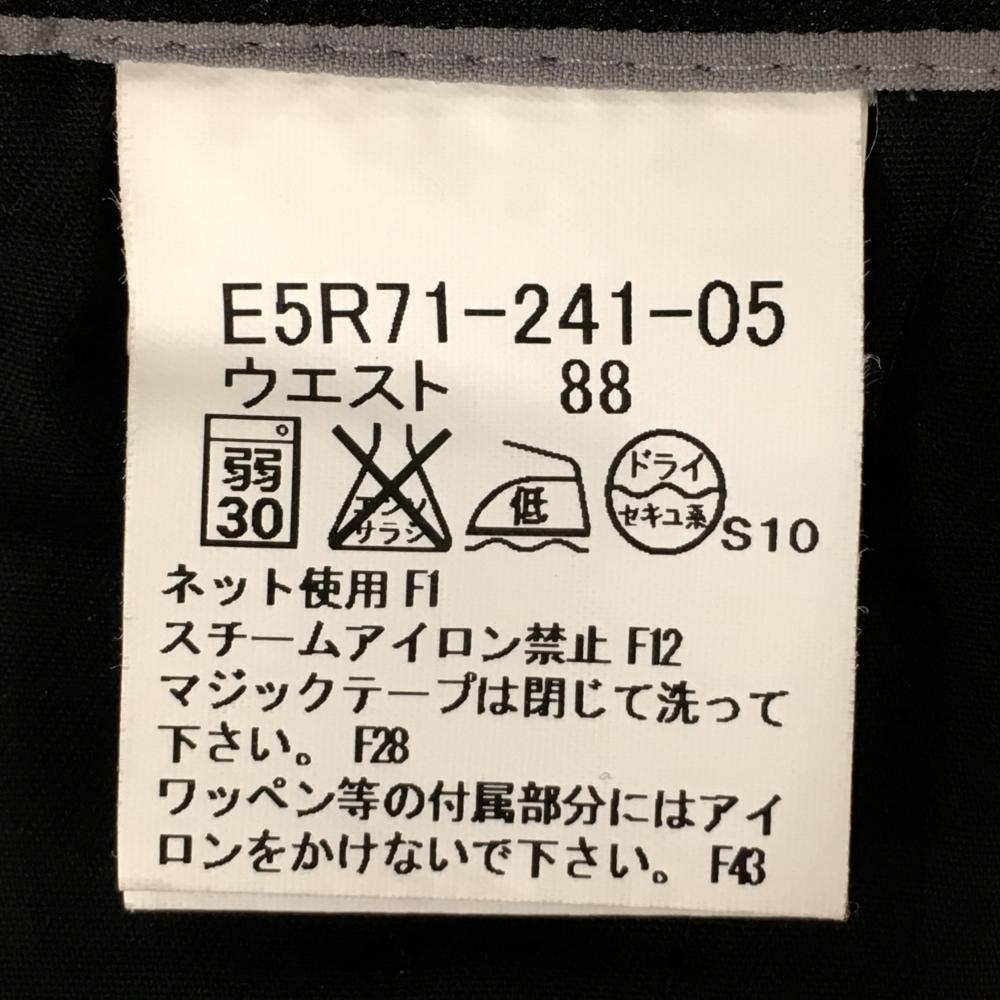 E5R71-241-05
ウエスト 88
弱
30
エンソ
サラシ
低
ドライ
セキユ系
S10
ネット使用 F1
スチームアイロン禁止 F12
マジックテープは閉じて洗って
下さい。 F28
ワッペン等の付属部分にはアイ
ロンをかけないで下さい。 F43